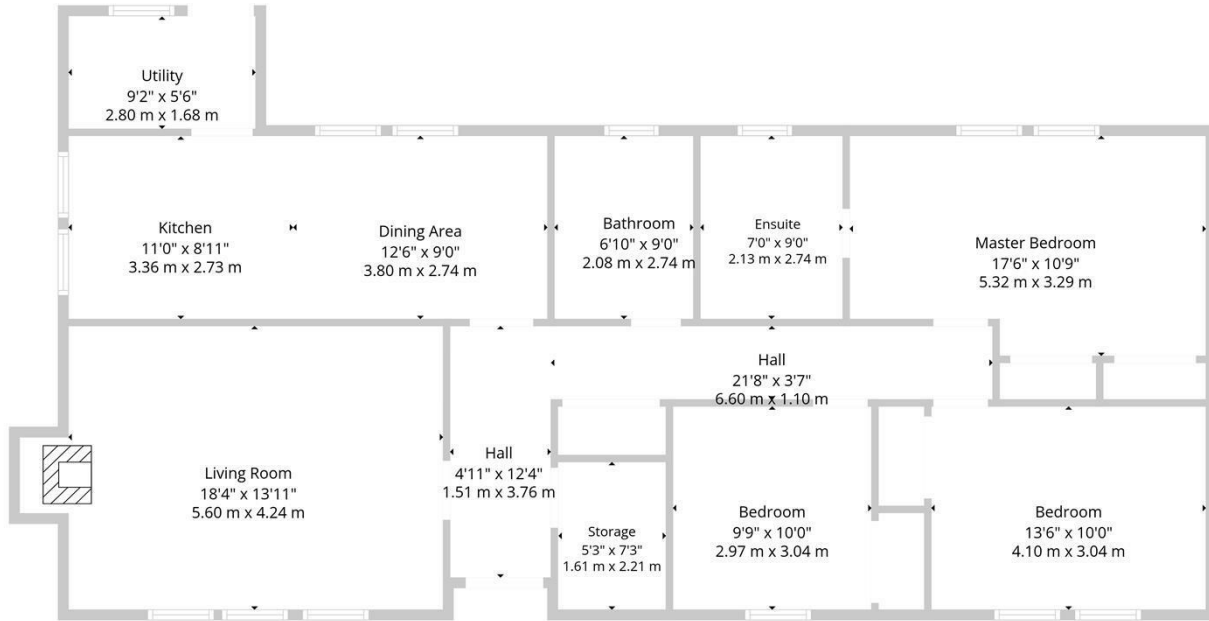 Utility
9'2" x 5'6"
2.80 m x 1.68 m
Kitchen
11'0" x 8'11"
3.36 m x 2.73 m
Dining Area
12'6" x 9'0"
3.80 m x 2.74 m
Bathroom
6'10" x 9'0"
2.08 m x 2.74 m
Ensuite
7'0" x 9'0"
2.13 m x 2.74 m
Master Bedroom
17'6" x 10'9"
5.32 m x 3.29 m
Hall
21'8" x 3'7"
6.60 m x 1.10 m
Living Room
18'4" x 13'11"
5.60 m x 4.24 m
Hall
4'11" x 12'4"
1.51 m x 3.76 m
Storage
5'3" x 7'3"
1.61 m x 2.21 m
Bedroom
9'9" x 10'0"
2.97 m x 3.04 m
Bedroom
13'6" x 10'0"
4.10 m x 3.04 m